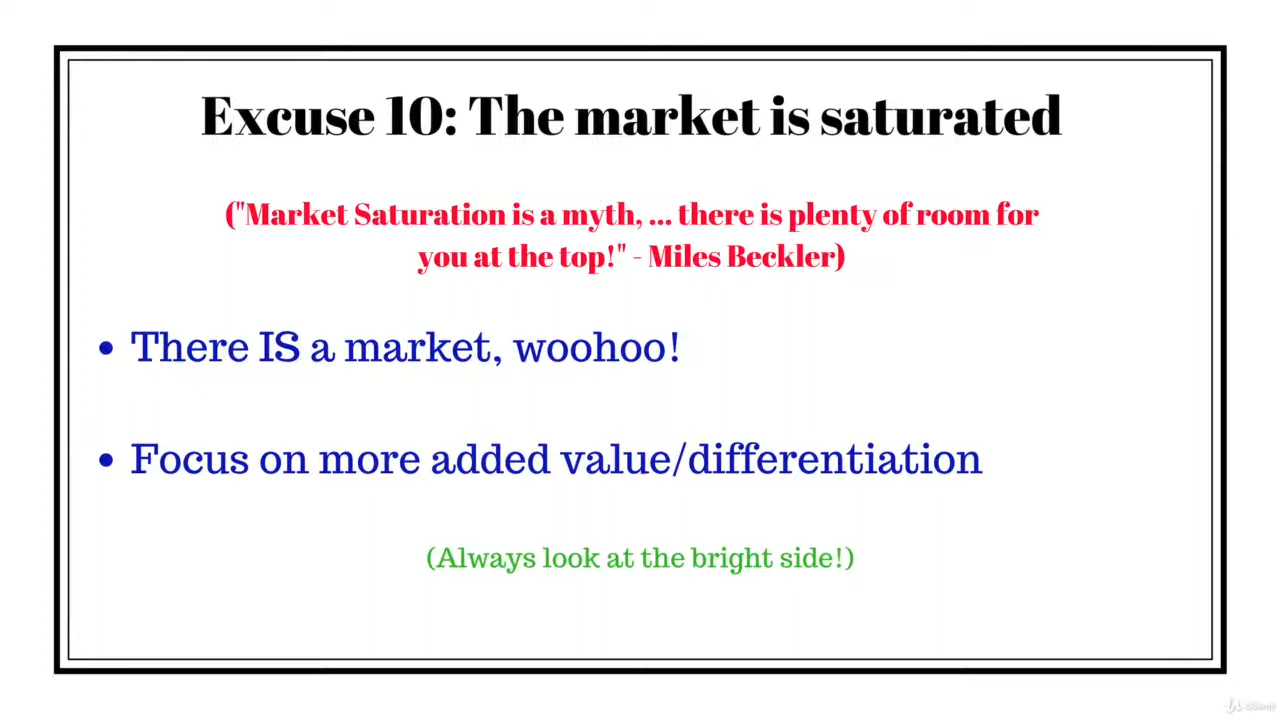 Excuse 10: The market is saturated
("Market Saturation is a myth, ... there is plenty of room for
you at the top!" - Miles Beckler)
• There IS a market, woohoo!
• Focus on more added value/differentiation
(Always look at the bright side!)